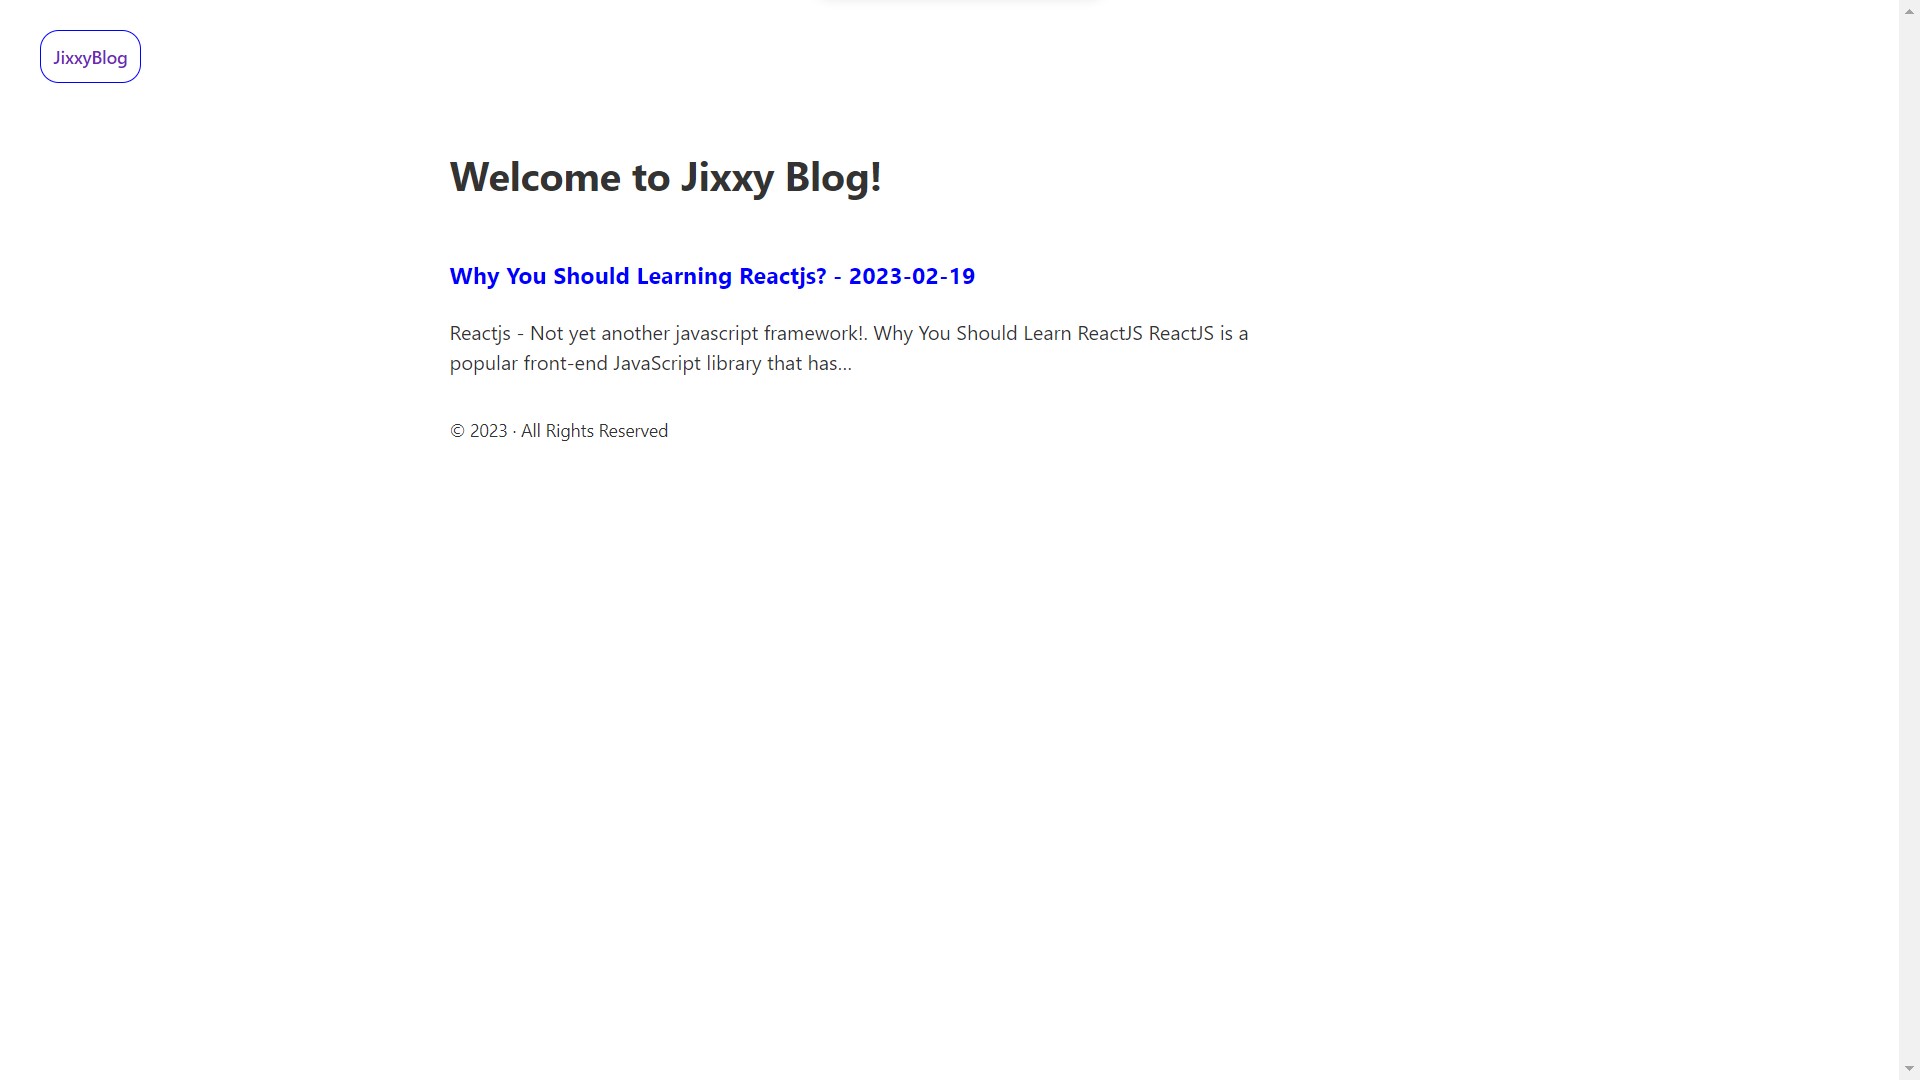 JixxyBlog
Welcome to Jixxy Blog!
Why You Should Learning Reactjs? - 2023-02-19
Reactjs - Not yet another javascript framework!. Why You Should Learn ReactJS ReactJS is a
popular front-end JavaScript library that has...
© 2023 · All Rights Reserved